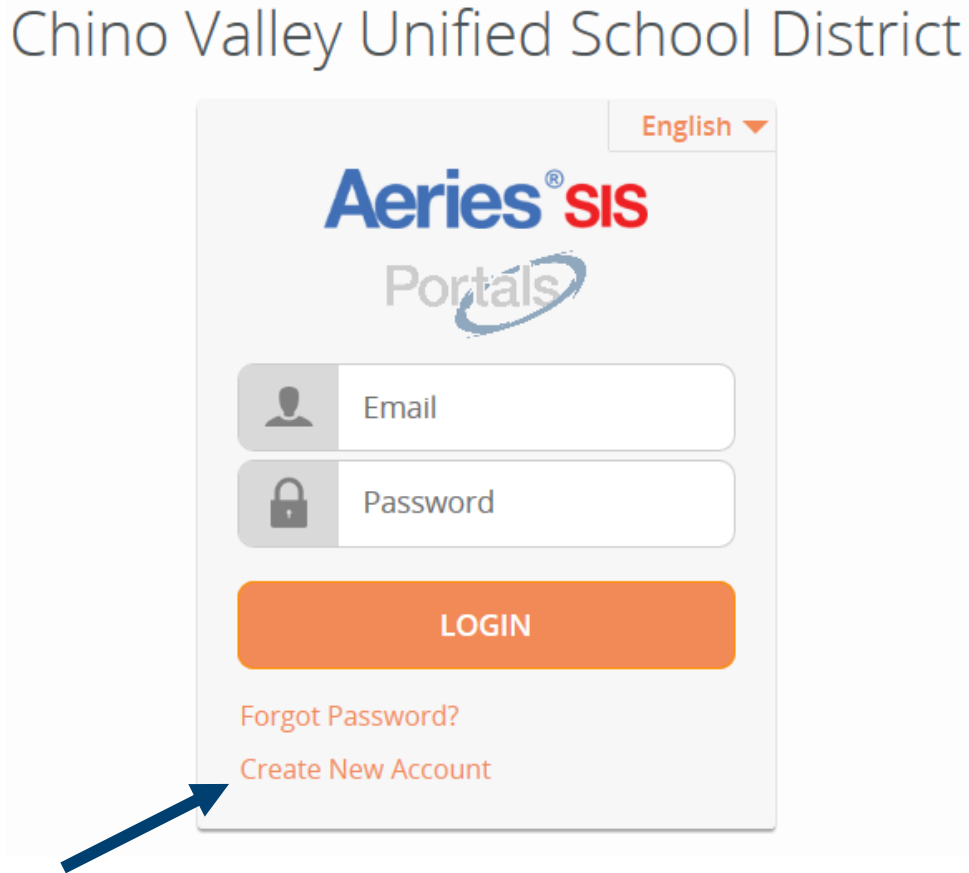 Chino Valley Unified School District
English
Aeries® SIS
Portals
Email
Password
LOGIN
Forgot Password?
Create New Account